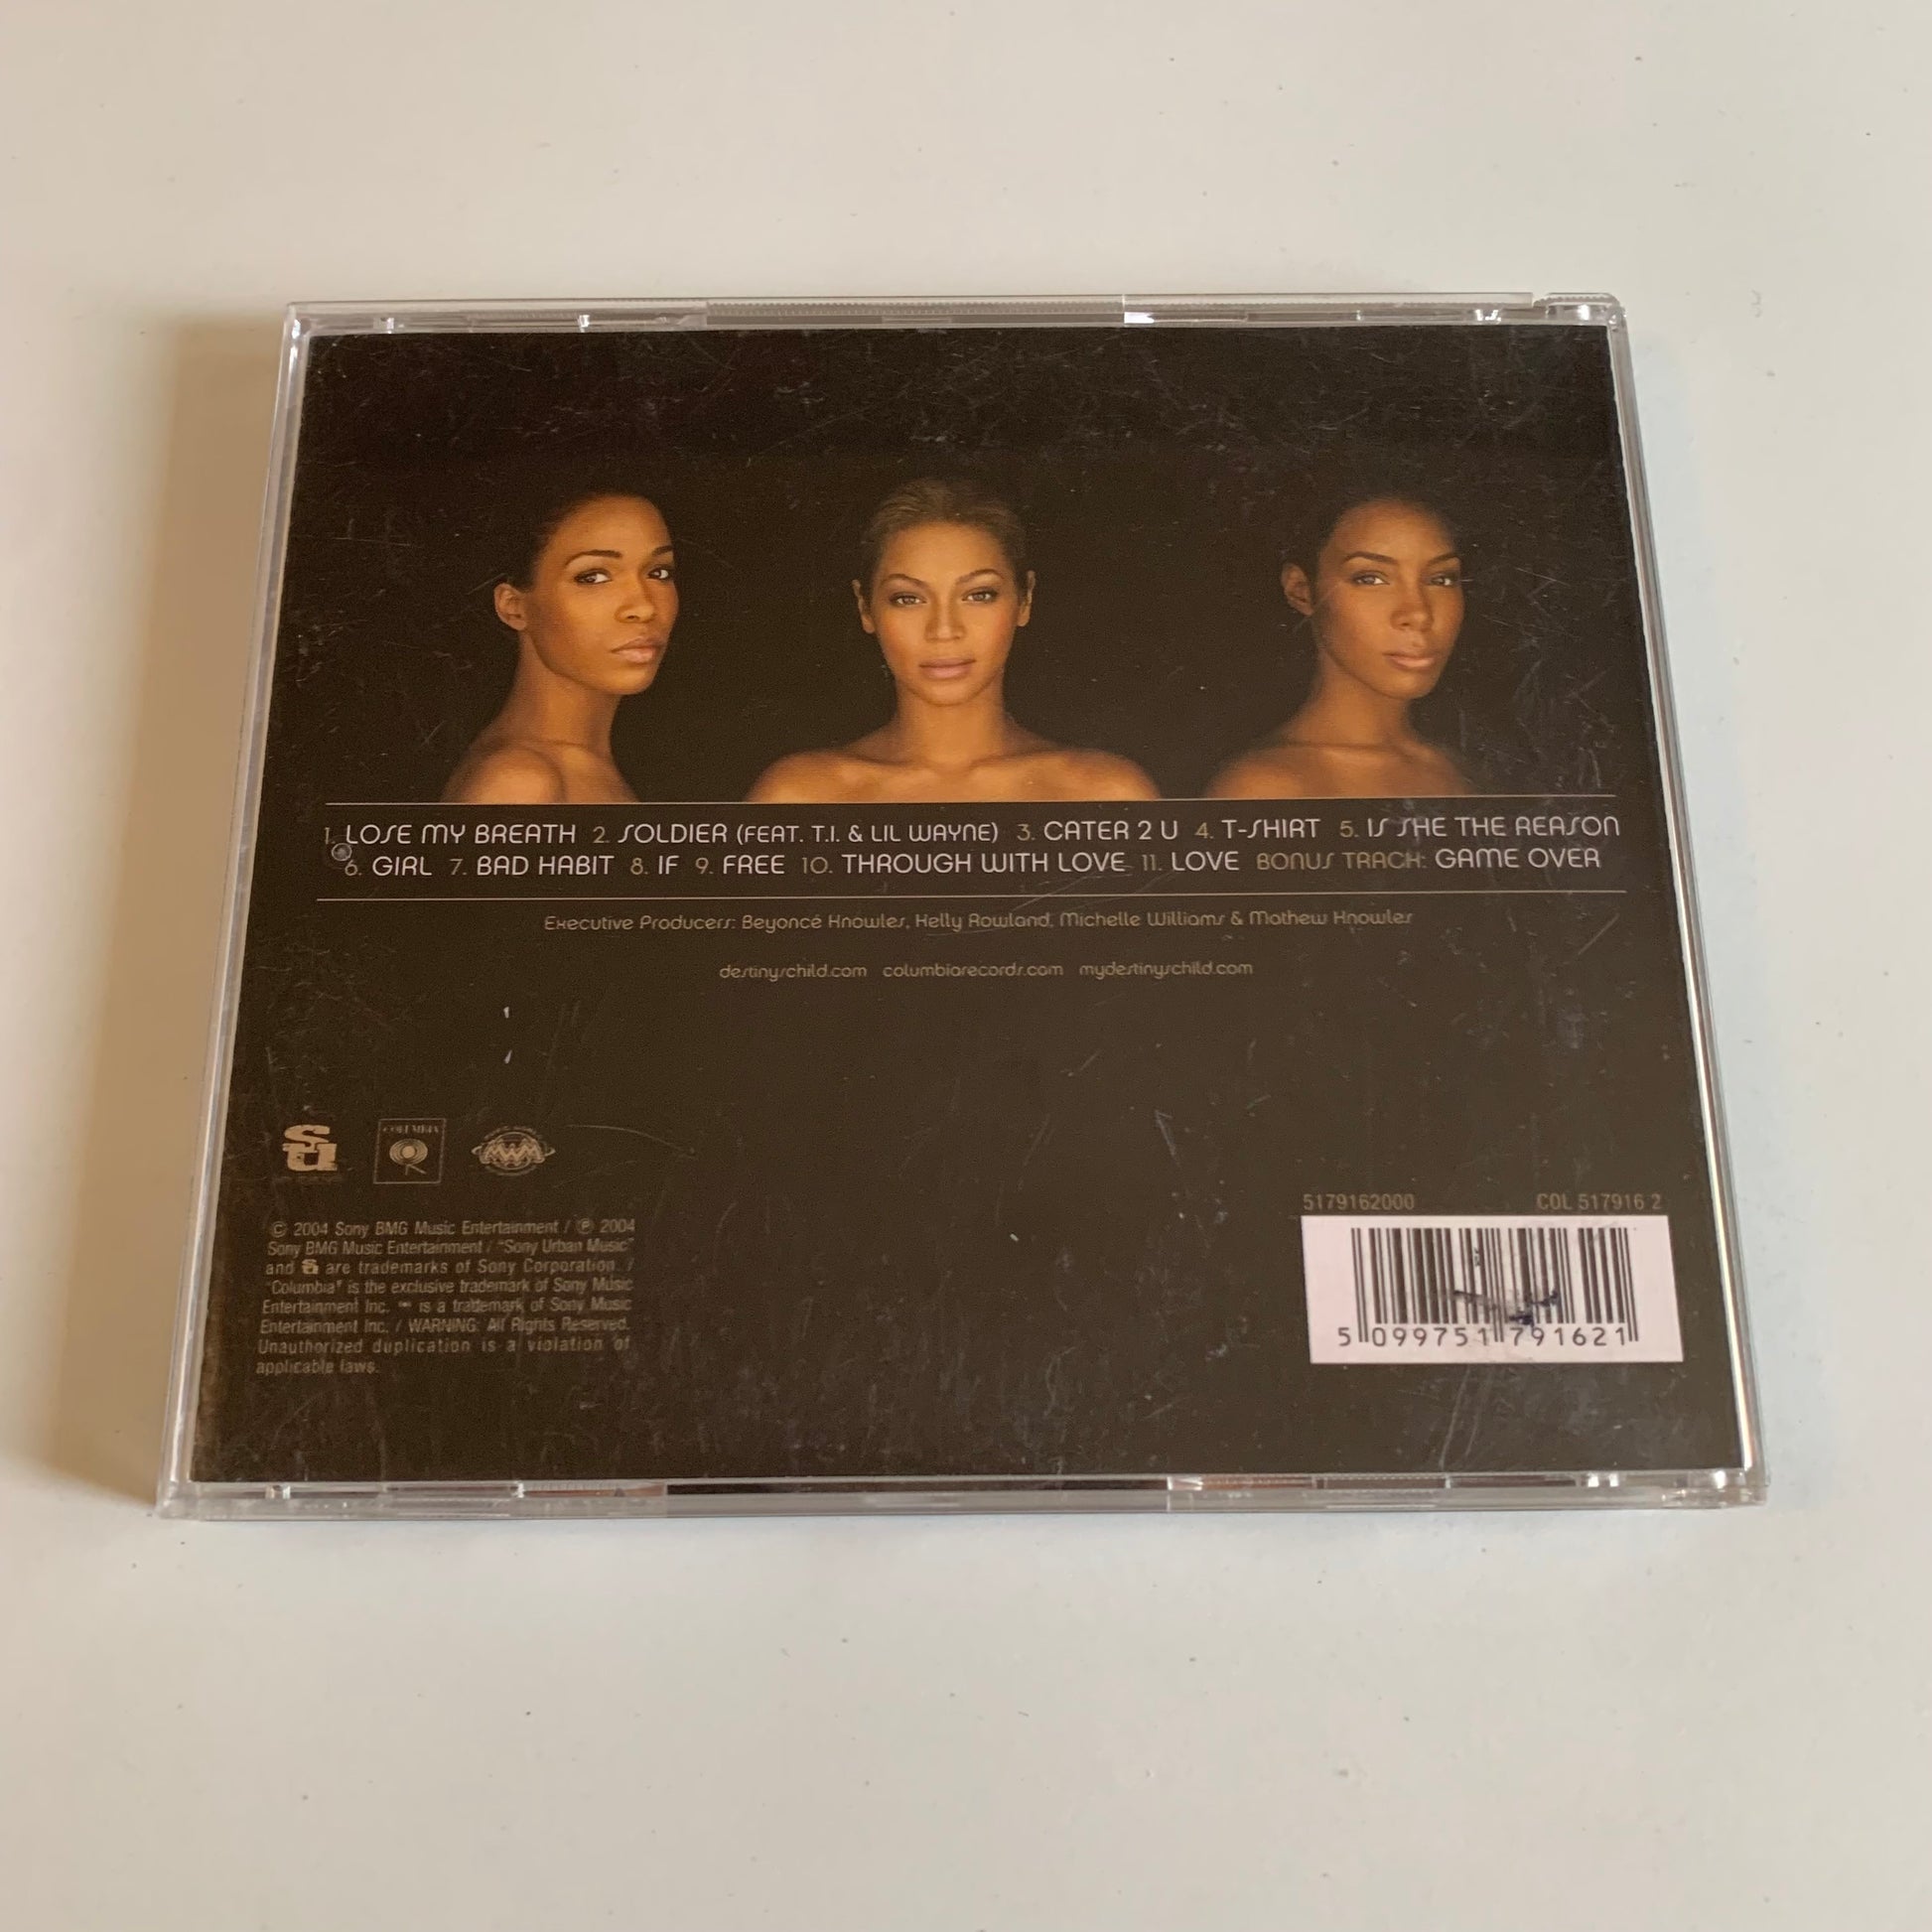 1. LOSE MY BREATH 2. SOLDIER (FEAT. T.I. & LIL WAYNE) 3. CATER 2 U 4. T-SHIRT 5. IS SHE THE REASON
6. GIRL 7. BAD HABIT 8. IF 9. FREE 10. THROUGH WITH LOVE 11. LOVE BONUS TRACK: GAME OVER
Executive Producers: Beyoncé Knowles, Kelly Rowland, Michelle Williams & Mathew Knowles
destinyschild.com columbiarecords.com mydestinyschild.com
SU
COLUMBIA
MWM
© 2004 Sony BMG Music Entertainment / ℗ 2004
Sony BMG Music Entertainment / "Sony Urban Music"
and SU are trademarks of Sony Corporation. /
"Columbia" is the exclusive trademark of Sony Music
Entertainment Inc. is a trademark of Sony Music
Entertainment Inc. / WARNING: All Rights Reserved.
Unauthorized duplication is a violation of
applicable laws.
5179162000 COL 517916 2
5 099751 791621